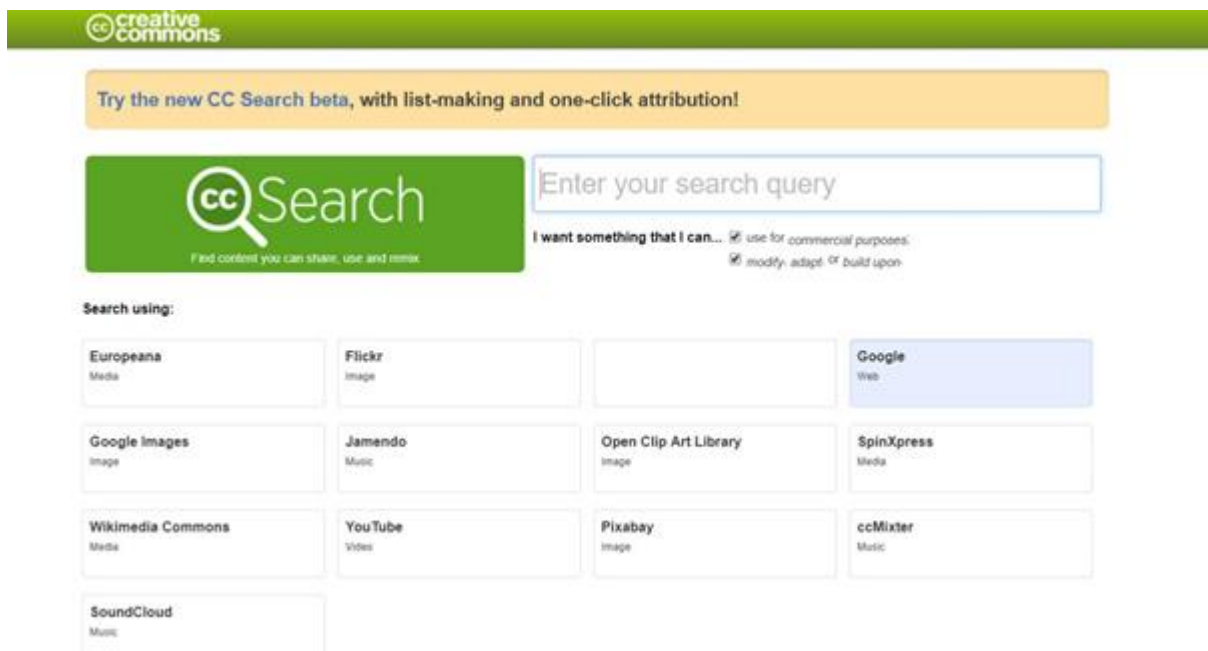 cc creative commons
Try the new CC Search beta, with list-making and one-click attribution!
cc Search
Find content you can share, use and remix
Enter your search query
I want something that I can... use for commercial purposes;
modify, adapt, or build upon.
Search using:
Europeana
Media
Flickr
Image
Google
Web
Google Images
Image
Jamendo
Music
Open Clip Art Library
Image
SpinXpress
Media
Wikimedia Commons
Media
YouTube
Video
Pixabay
Image
ccMixter
Music
SoundCloud
Music